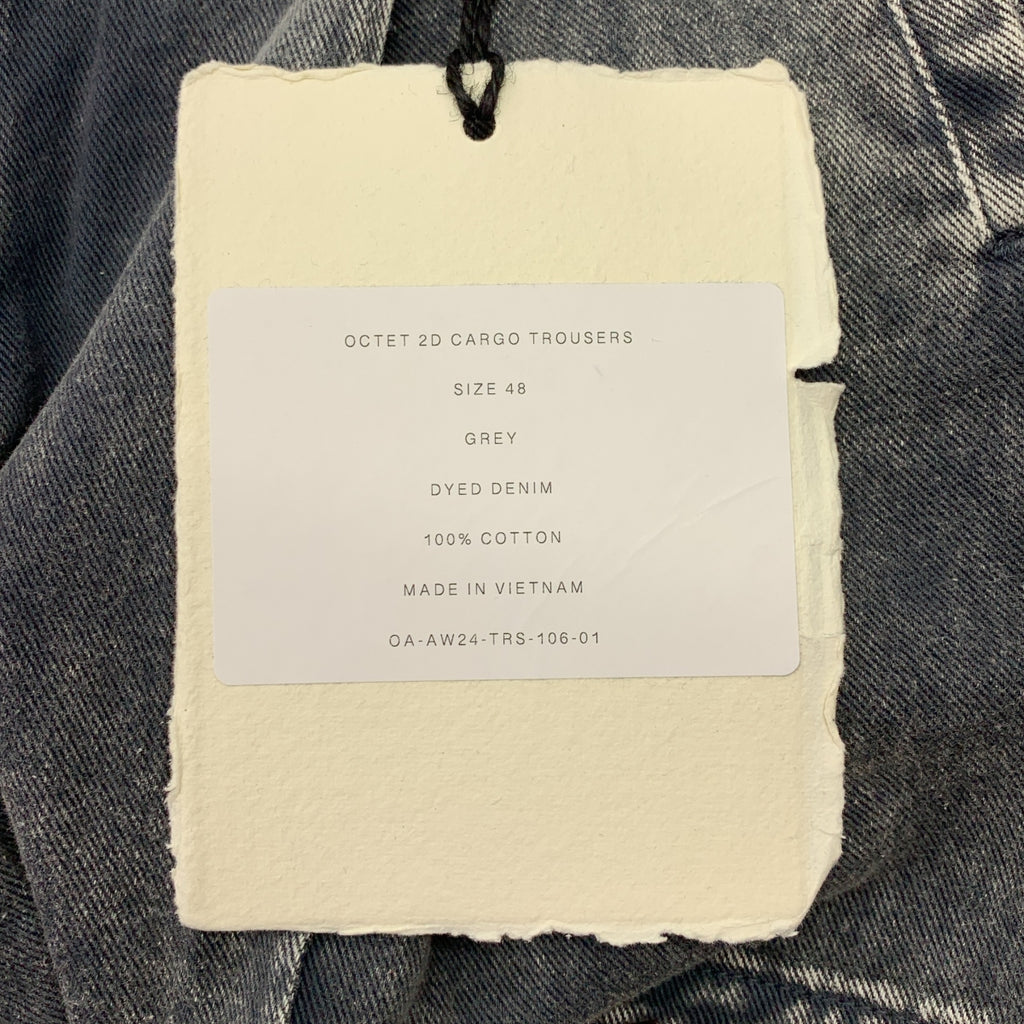 OCTET 2D CARGO TROUSERS
SIZE 48
GREY
DYED DENIM
100% COTTON
MADE IN VIETNAM
OA-AW24-TRS-106-01